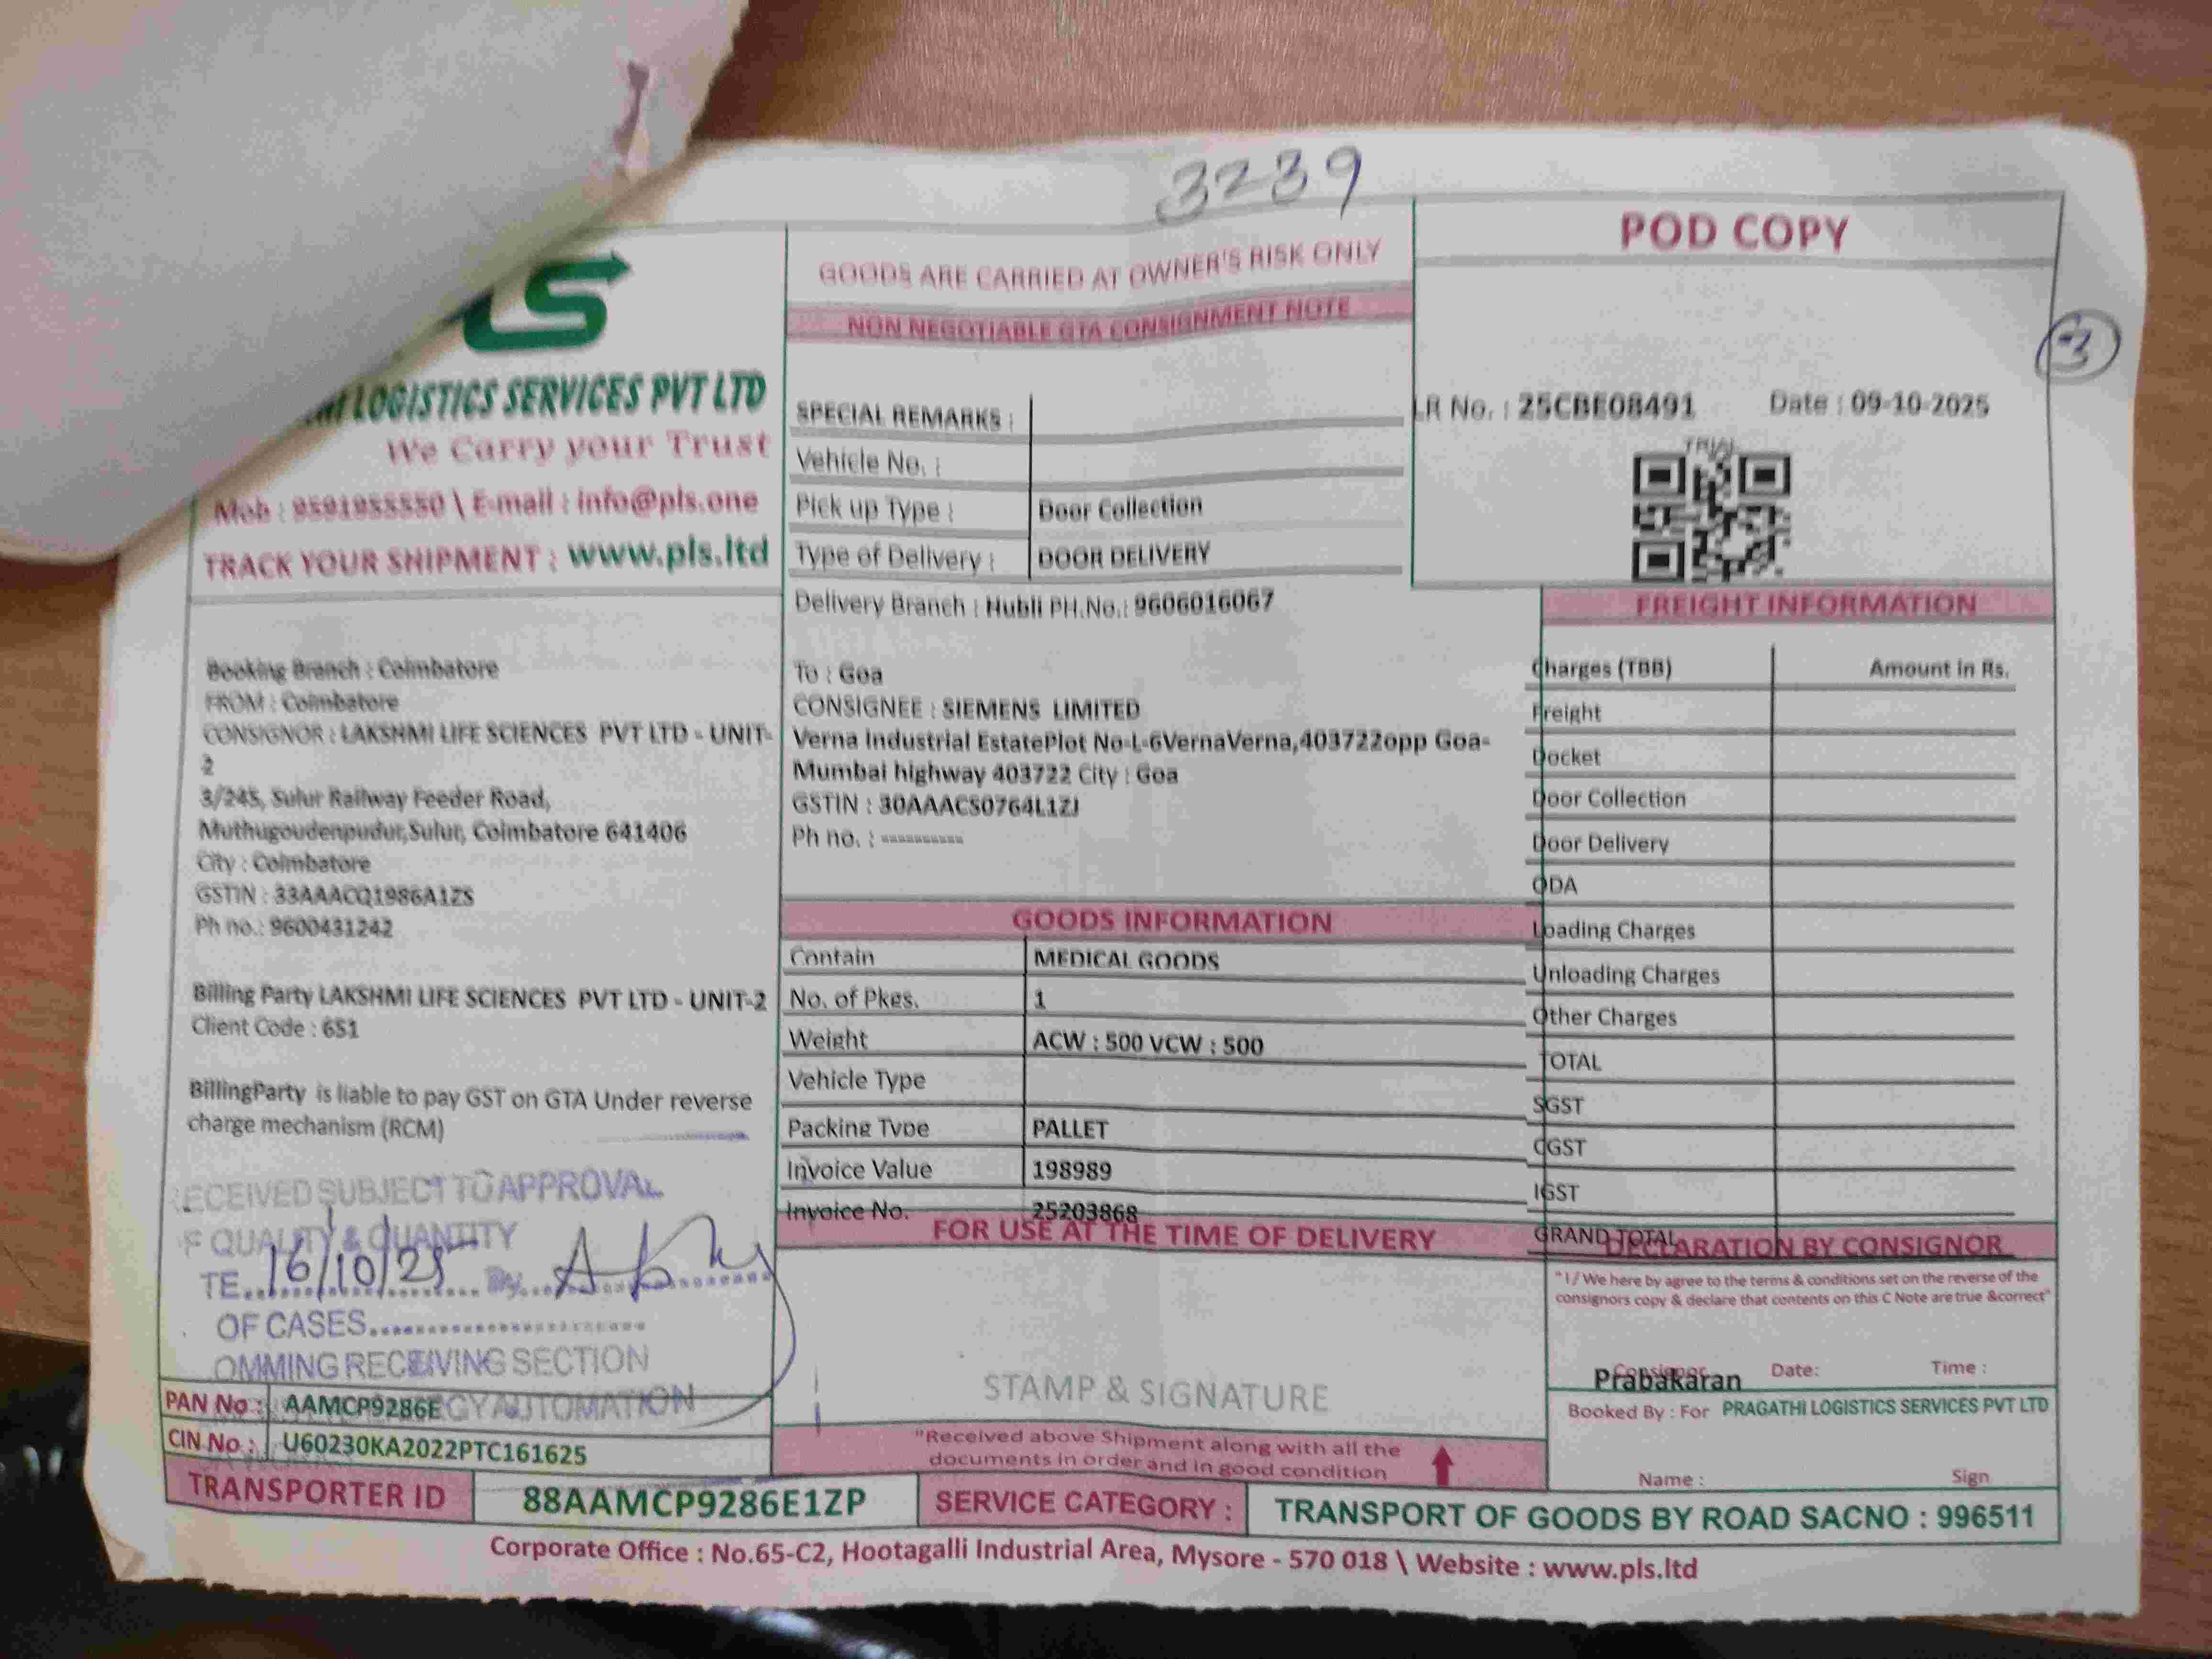 3239
POD COPY
GOODS ARE CARRIED AT OWNER'S RISK ONLY
NON NEGOTIABLE GTA CONSIGNMENT NOTE
3
LS
LOGISTICS SERVICES PVT LTD
We Carry your Trust
Mob : 9591955550 \ E-mail : info@pls.one
TRACK YOUR SHIPMENT : www.pls.ltd
SPECIAL REMARKS :
Vehicle No. :
Pick up Type : Door Collection
Type of Delivery : DOOR DELIVERY
Delivery Branch : Hubli PH.No.: 9606016067
LR No. : 25CBE08491 Date : 09-10-2025
TRIAL
Booking Branch : Coimbatore
FROM : Coimbatore
CONSIGNOR : LAKSHMI LIFE SCIENCES PVT LTD - UNIT-
2
3/245, Sulur Railway Feeder Road,
Muthugoudenpudur,Sulur, Coimbatore 641406
City : Coimbatore
GSTIN : 33AAACQ1986A1ZS
Ph no.: 9600431242
Billing Party LAKSHMI LIFE SCIENCES PVT LTD - UNIT-2
Client Code : 651
BillingParty is liable to pay GST on GTA Under reverse
charge mechanism (RCM)
To : Goa
CONSIGNEE : SIEMENS LIMITED
Verna Industrial EstatePlot No-L-6VernaVerna,403722opp Goa-
Mumbai highway 403722 City : Goa
GSTIN : 30AAACS0764L1ZJ
Ph no. : ----------
GOODS INFORMATION
Contain MEDICAL GOODS
No. of Pkgs. 1
Weight ACW : 500 VCW : 500
Vehicle Type
Packing Type PALLET
Invoice Value 198989
Invoice No. 25203868
FREIGHT INFORMATION
Charges (TBB) Amount in Rs.
Freight
Docket
Door Collection
Door Delivery
ODA
Loading Charges
Unloading Charges
Other Charges
TOTAL
SGST
CGST
IGST
GRAND TOTAL
ECEIVED SUBJECT TO APPROVAL
F QUALITY & QUANTITY
TE..16/10/25.... By....
OF CASES..........
OMMING RECEIVING SECTION
GY AUTOMATION
PAN No : AAMCP9286E
CIN No : U60230KA2022PTC161625
FOR USE AT THE TIME OF DELIVERY
STAMP & SIGNATURE
"Received above Shipment along with all the
documents in order and in good condition
DECLARATION BY CONSIGNOR
"I / We here by agree to the terms & conditions set on the reverse of the
consignors copy & declare that contents on this C Note are true &correct"
Consignor Date: Time :
Prabakaran
Booked By : For PRAGATHI LOGISTICS SERVICES PVT LTD
Name : Sign
TRANSPORTER ID 88AAMCP9286E1ZP SERVICE CATEGORY : TRANSPORT OF GOODS BY ROAD SACNO : 996511
Corporate Office : No.65-C2, Hootagalli Industrial Area, Mysore - 570 018 \ Website : www.pls.ltd